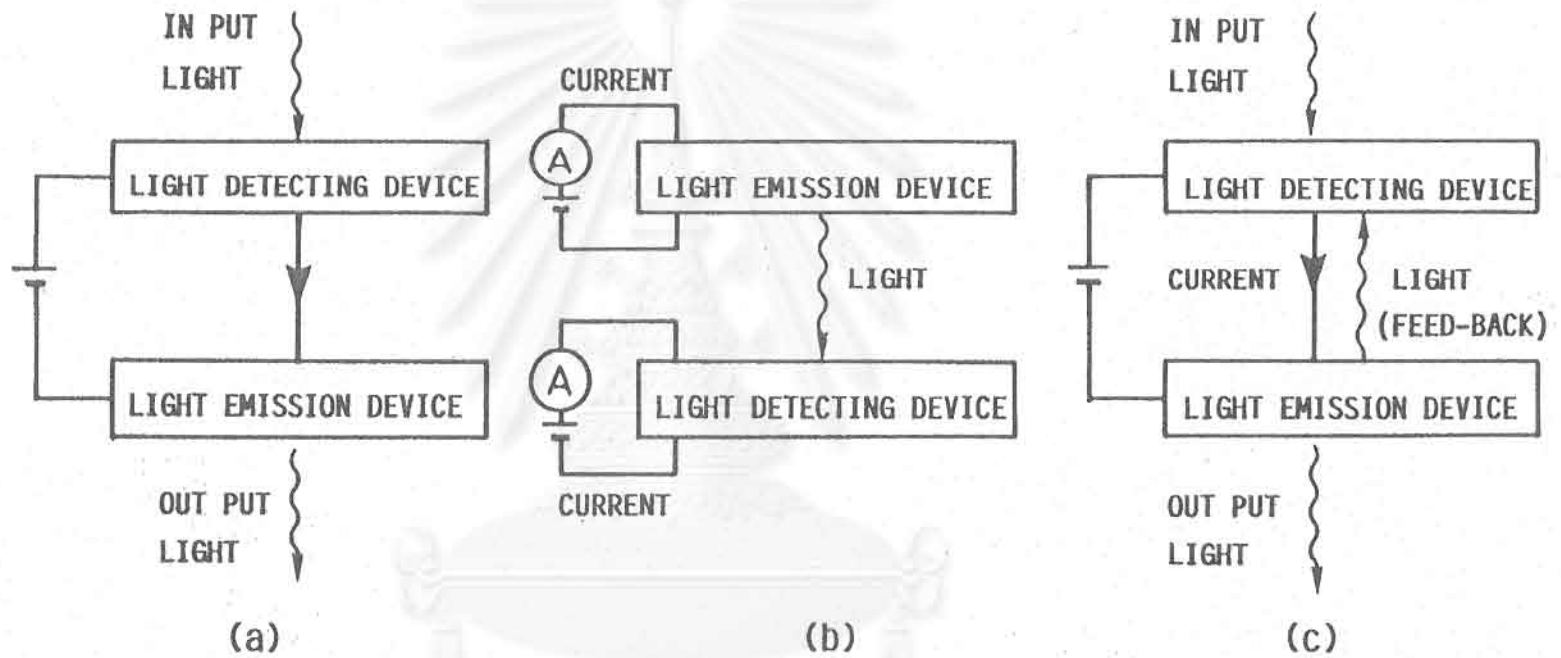 IN PUT
LIGHT
LIGHT DETECTING DEVICE
LIGHT EMISSION DEVICE
OUT PUT
LIGHT
(a)
CURRENT
A
LIGHT EMISSION DEVICE
LIGHT
A
LIGHT DETECTING DEVICE
CURRENT
(b)
IN PUT
LIGHT
LIGHT DETECTING DEVICE
CURRENT
LIGHT
(FEED-BACK)
LIGHT EMISSION DEVICE
OUT PUT
LIGHT
(c)